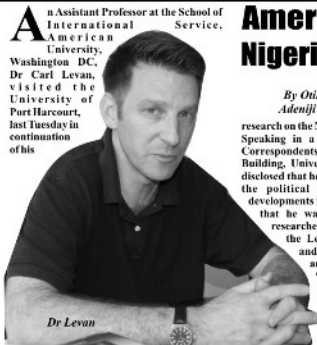 Amer
Nigeri
An Assistant Professor at the School of
International Service,
American
University,
Washington DC,
Dr Carl Levan,
visited the
University of
Port Harcourt,
last Tuesday in
continuation
of his
By Oti
Adeniji
research on the N
Speaking in a
Correspondents
Building, Unive
disclosed that he
the political
developments
that he wa
researche
the Le
and
Dr Levan